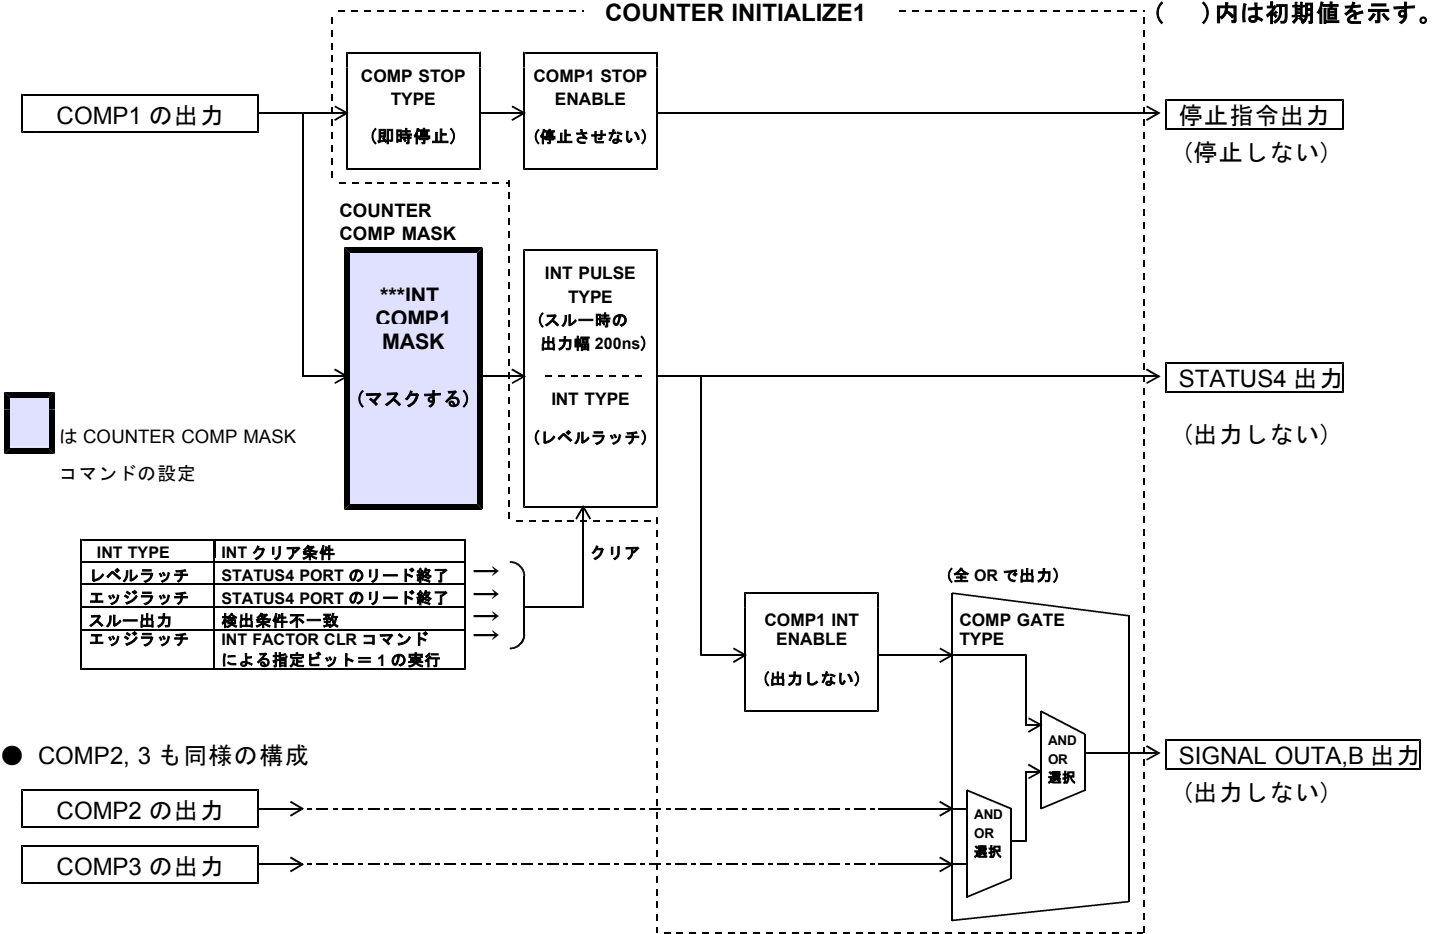 COUNTER INITIALIZE1
(　)内は初期値を示す。
COMP1 の出力
COMP STOP
TYPE
(即時停止)
COMP1 STOP
ENABLE
(停止させない)
停止指令出力
(停止しない)
COUNTER
COMP MASK
***INT
COMP1
MASK
(マスクする)
INT PULSE
TYPE
(スルー時の
出力幅 200ns)
INT TYPE
(レベルラッチ)
STATUS4 出力
(出力しない)
は COUNTER COMP MASK
コマンドの設定
クリア
INT TYPE INT クリア条件
レベルラッチ STATUS4 PORT のリード終了
エッジラッチ STATUS4 PORT のリード終了
スルー出力 検出条件不一致
エッジラッチ INT FACTOR CLR コマンド
による指定ビット＝ 1 の実行
(全 OR で出力)
COMP1 INT
ENABLE
(出力しない)
COMP GATE
TYPE
AND
OR
選択
SIGNAL OUTA,B 出力
(出力しない)
● COMP2, 3 も同様の構成
COMP2 の出力
COMP3 の出力
AND
OR
選択